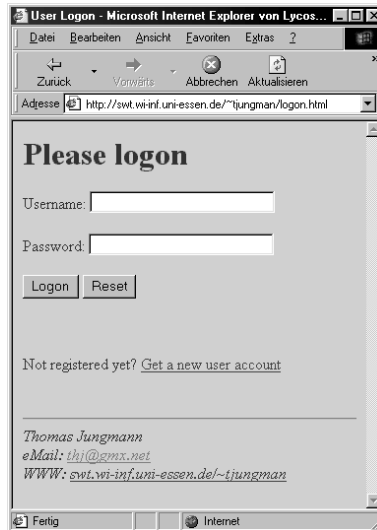 User Logon - Microsoft Internet Explorer von Lycos...
Datei Bearbeiten Ansicht Favoriten Extras ?
Zurück Vorwärts Abbrechen Aktualisieren »
Adresse http://swt.wi-inf.uni-essen.de/~tjungman/logon.html
Please logon
Username:
Password:
Logon Reset
Not registered yet? Get a new user account
Thomas Jungmann
eMail: thj@gmx.net
WWW: swt.wi-inf.uni-essen.de/~tjungman
Fertig Internet